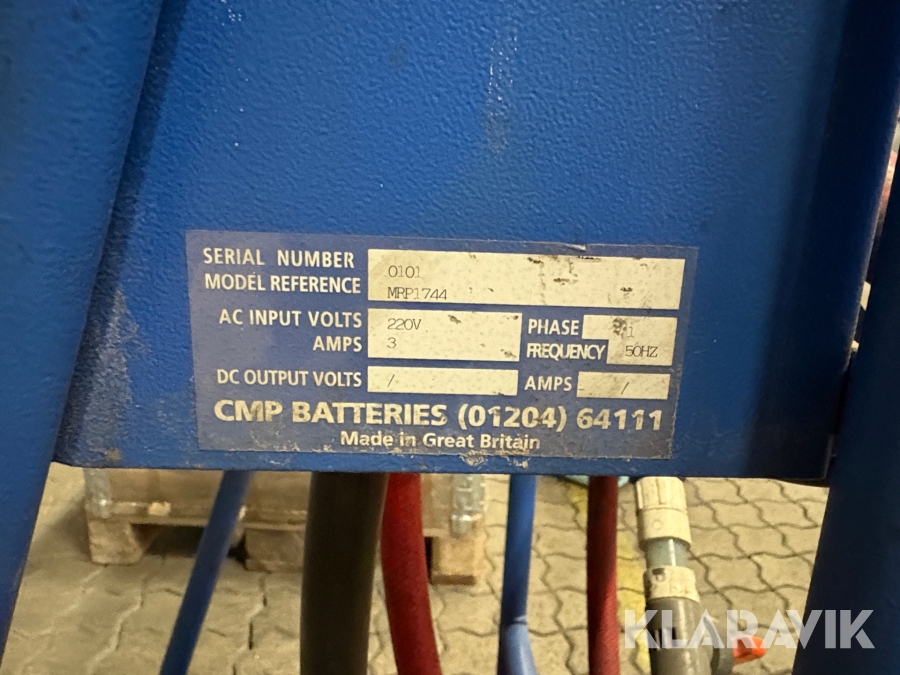 SERIAL NUMBER 0101
MODEL REFERENCE MRP1744
AC INPUT VOLTS 220V PHASE 1
AMPS 3 FREQUENCY 50HZ
DC OUTPUT VOLTS / AMPS /
CMP BATTERIES (01204) 64111
Made in Great Britain
KLARAVIK